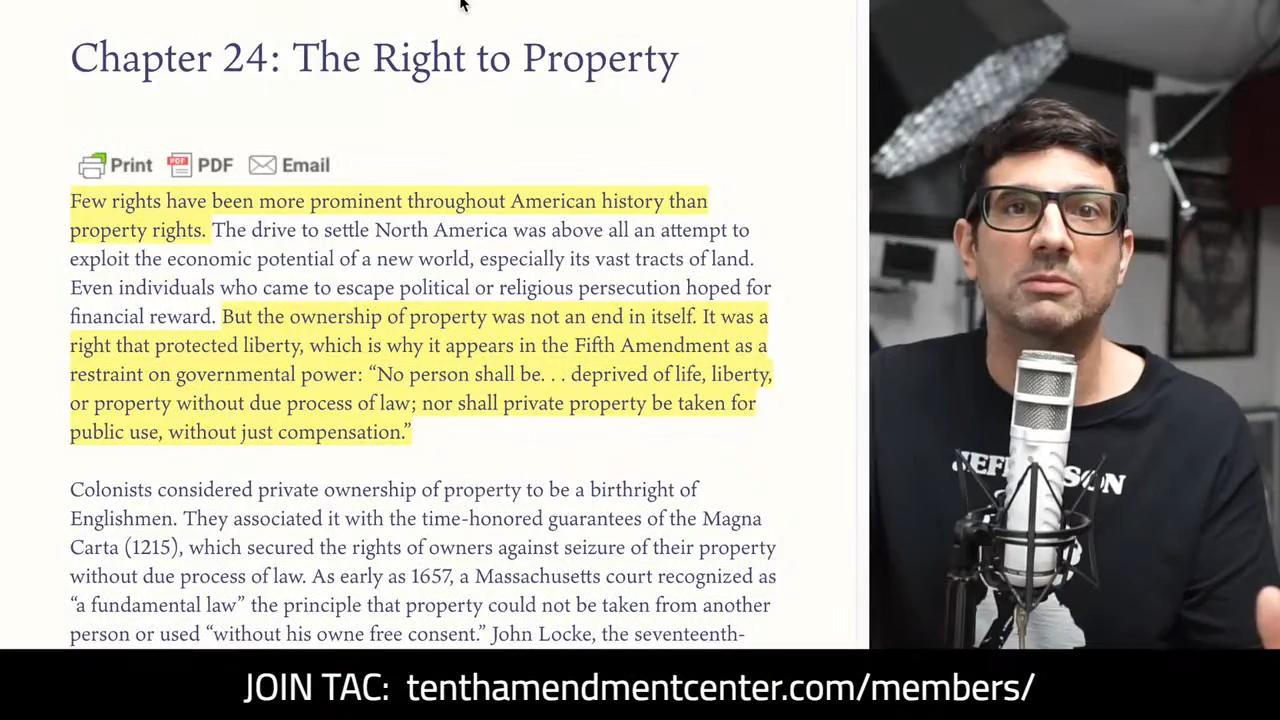 Chapter 24: The Right to Property
Print PDF Email
Few rights have been more prominent throughout American history than
property rights. The drive to settle North America was above all an attempt to
exploit the economic potential of a new world, especially its vast tracts of land.
Even individuals who came to escape political or religious persecution hoped for
financial reward. But the ownership of property was not an end in itself. It was a
right that protected liberty, which is why it appears in the Fifth Amendment as a
restraint on governmental power: “No person shall be. . . deprived of life, liberty,
or property without due process of law; nor shall private property be taken for
public use, without just compensation.”
Colonists considered private ownership of property to be a birthright of
Englishmen. They associated it with the time-honored guarantees of the Magna
Carta (1215), which secured the rights of owners against seizure of their property
without due process of law. As early as 1657, a Massachusetts court recognized as
“a fundamental law” the principle that property could not be taken from another
person or used “without his owne free consent.” John Locke, the seventeenth-
JOIN TAC: tenthamendmentcenter.com/members/